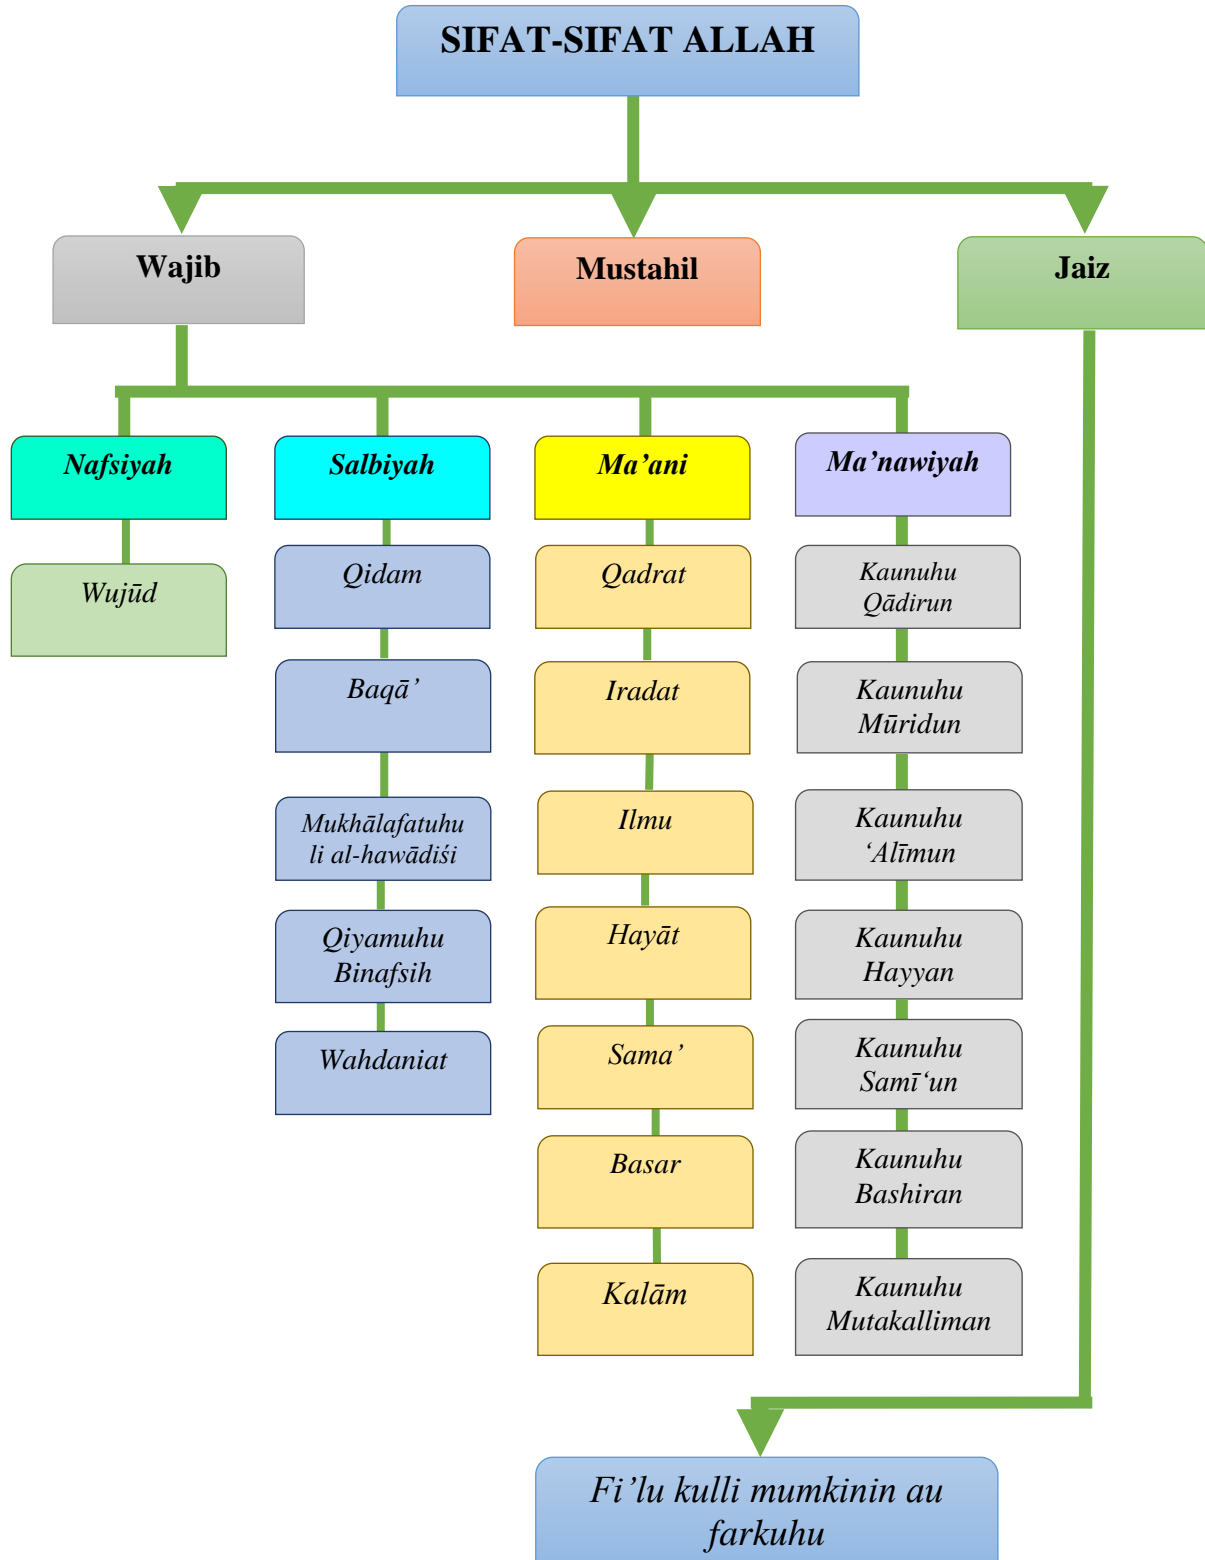 SIFAT-SIFAT ALLAH
Wajib
Mustahil
Jaiz
Nafsiyah
Salbiyah
Ma’ani
Ma’nawiyah
Wujūd
Qidam
Baqā’
Mukhālafatuhu
li al-hawādiśi
Qiyamuhu
Binafsih
Wahdaniat
Qadrat
Iradat
Ilmu
Hayāt
Sama’
Basar
Kalām
Kaunuhu
Qādirun
Kaunuhu
Mūridun
Kaunuhu
‘Alīmun
Kaunuhu
Hayyan
Kaunuhu
Samī‘un
Kaunuhu
Bashiran
Kaunuhu
Mutakalliman
Fi’lu kulli mumkinin au
farkuhu